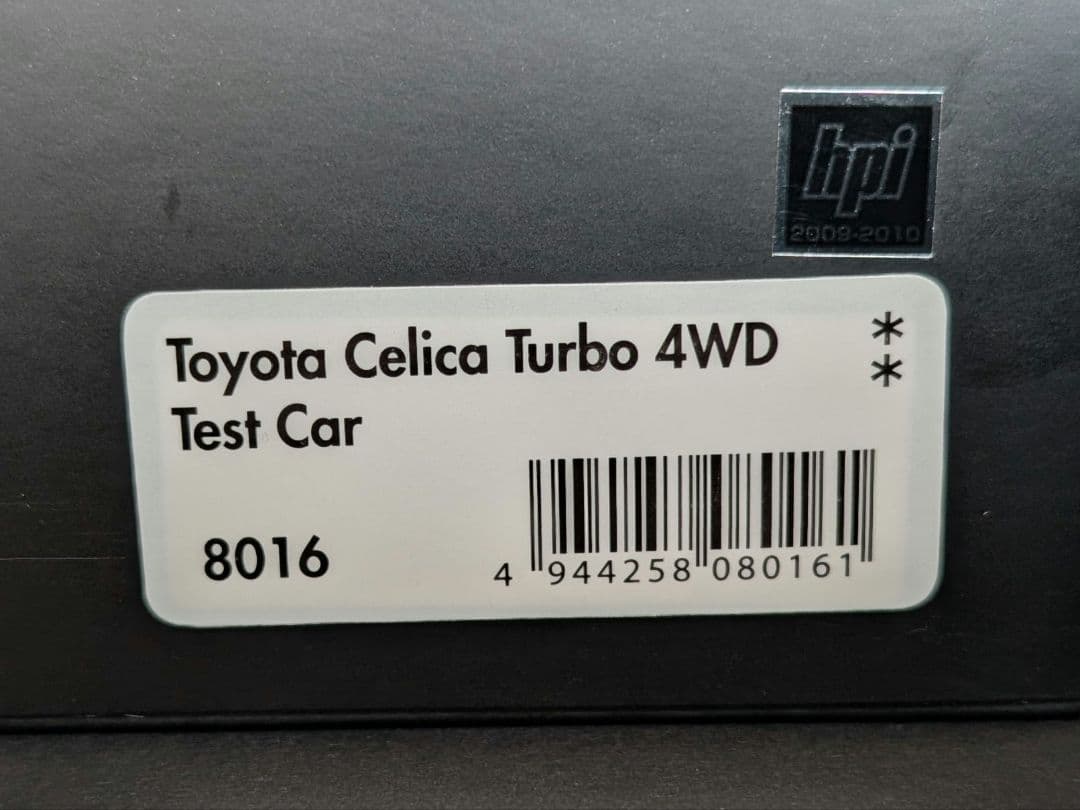 hpi
2009-2010
Toyota Celica Turbo 4WD
Test Car
**
8016
4 944258 080161